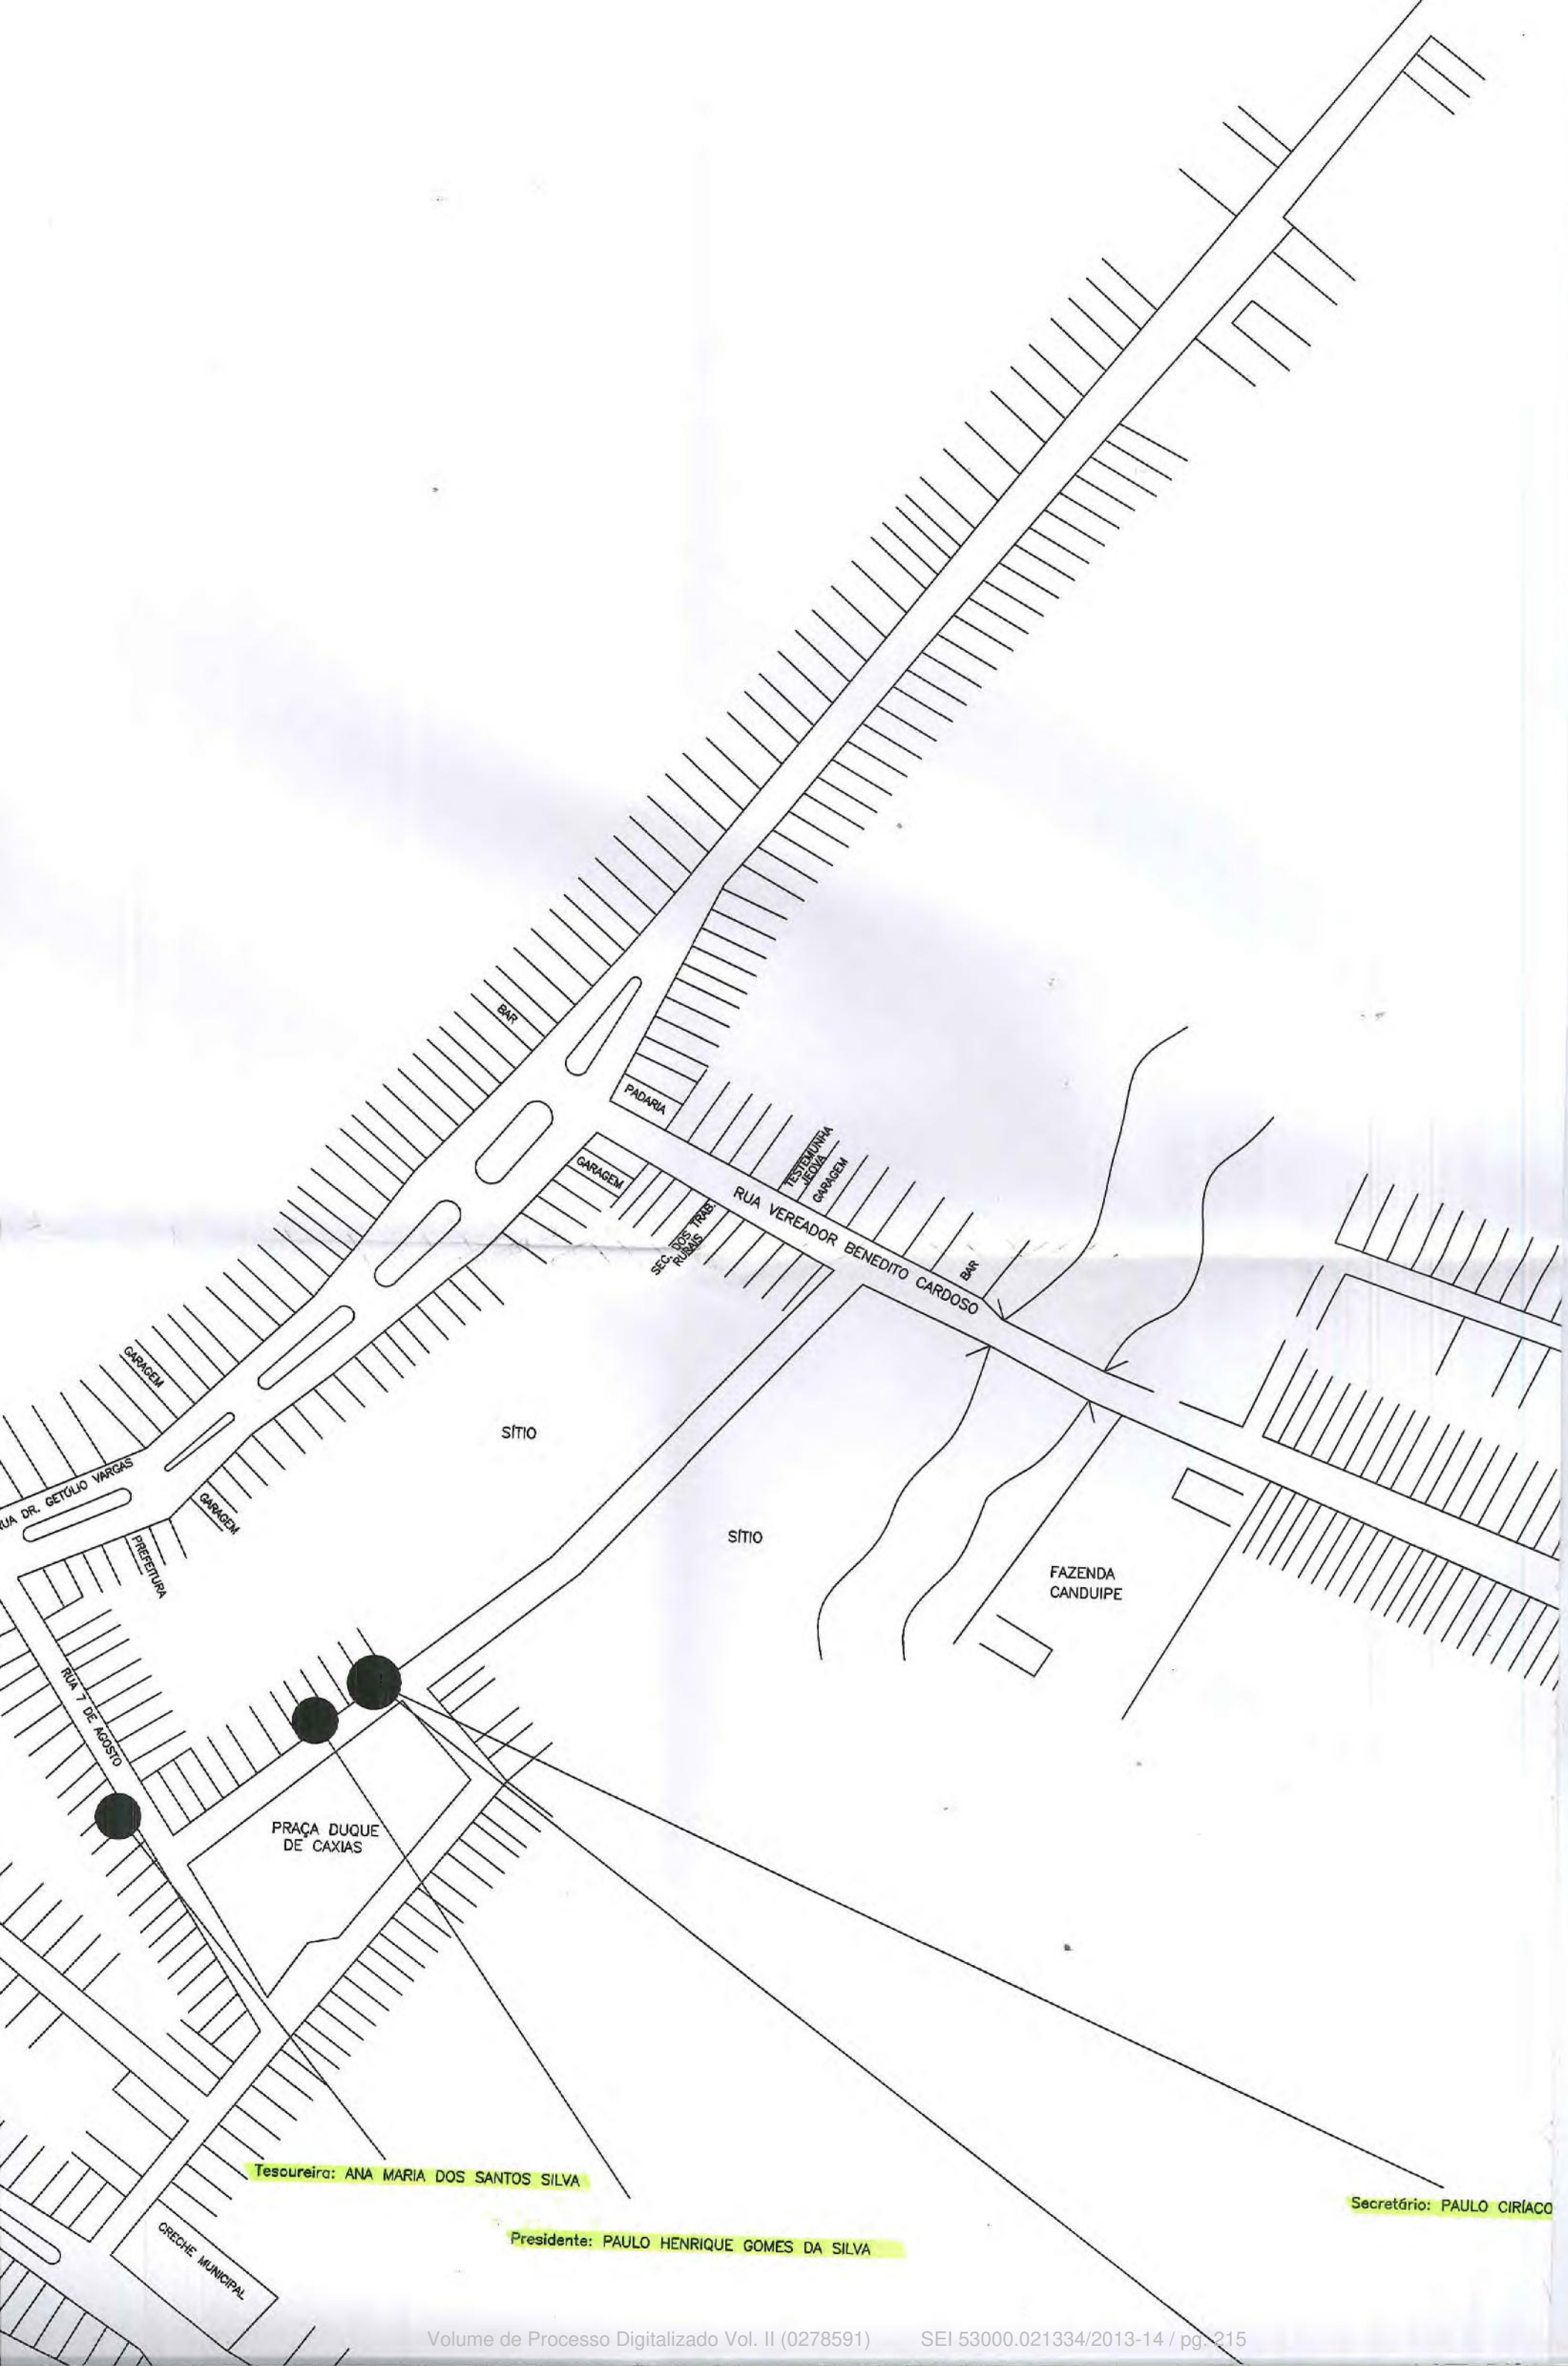 BAR
PADARIA
GARAGEM
TESTEMUNHA
JEOVA
GARAGEM
SEC. DOS TRAB.
RURAIS
RUA VEREADOR BENEDITO CARDOSO
BAR
GARAGEM
SÍTIO
RUA DR. GETÚLIO VARGAS
GARAGEM
PREFEITURA
SÍTIO
FAZENDA
CANDUIPE
RUA 7 DE AGOSTO
PRAÇA DUQUE
DE CAXIAS
Tesoureira: ANA MARIA DOS SANTOS SILVA
Secretário: PAULO CIRÍACO
Presidente: PAULO HENRIQUE GOMES DA SILVA
CRECHE MUNICIPAL
Volume de Processo Digitalizado Vol. II (0278591) SEI 53000.021334/2013-14 / pg. 215